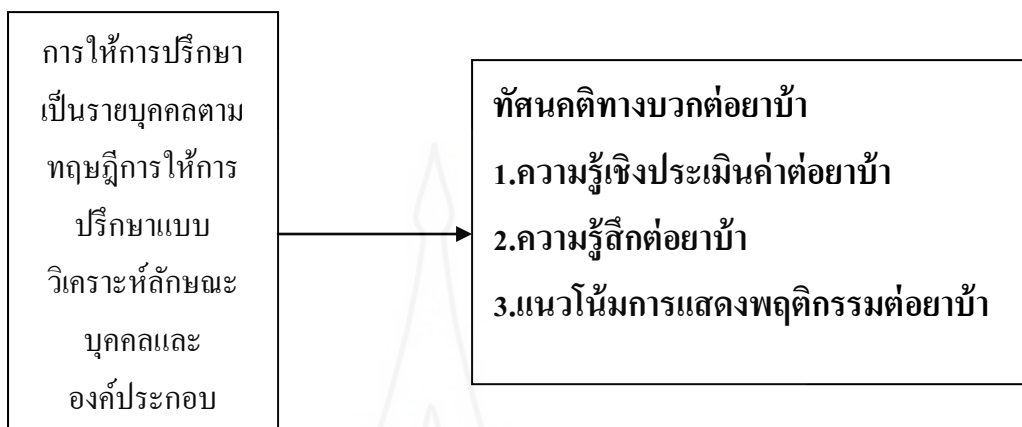 การให้การปรึกษา
เป็นรายบุคคลตาม
ทฤษฎีการให้การ
ปรึกษาแบบ
วิเคราะห์ลักษณะ
บุคคลและ
องค์ประกอบ
ทัศนคติทางบวกต่อยาบ้า
1.ความรู้เชิงประเมินค่าต่อยาบ้า
2.ความรู้สึกต่อยาบ้า
3.แนวโน้มการแสดงพฤติกรรมต่อยาบ้า